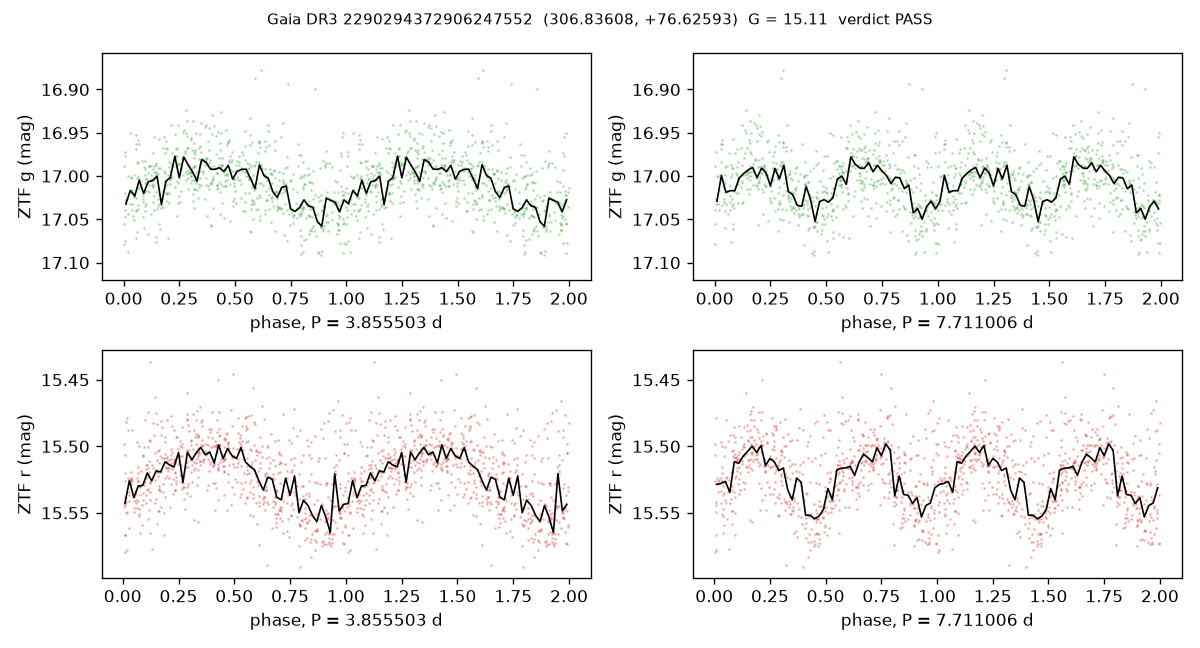 Gaia DR3 2290294372906247552  (306.83608, +76.62593)  G = 15.11  verdict PASS
ZTF g (mag)
16.90
16.95
17.00
17.05
17.10
0.00 0.25 0.50 0.75 1.00 1.25 1.50 1.75 2.00
phase, P = 3.855503 d
ZTF g (mag)
16.90
16.95
17.00
17.05
17.10
0.00 0.25 0.50 0.75 1.00 1.25 1.50 1.75 2.00
phase, P = 7.711006 d
ZTF r (mag)
15.45
15.50
15.55
0.00 0.25 0.50 0.75 1.00 1.25 1.50 1.75 2.00
phase, P = 3.855503 d
ZTF r (mag)
15.45
15.50
15.55
0.00 0.25 0.50 0.75 1.00 1.25 1.50 1.75 2.00
phase, P = 7.711006 d